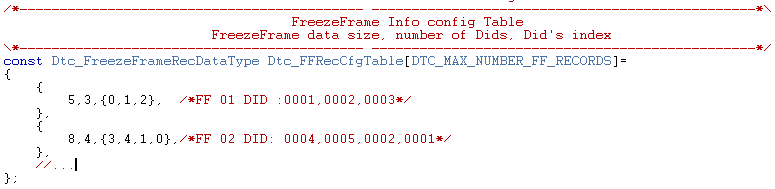 /*------------------------------------------- -------------------------------------------------*\
FreezeFrame Info config Table
FreezeFrame data size, number of Dids, Did's index
\*------------------------------------------- -------------------------------------------------*/
const Dtc_FreezeFrameRecDataType Dtc_FFRecCfgTable[DTC_MAX_NUMBER_FF_RECORDS]=
{
{
5,3,{0,1,2}, /*FF 01 DID :0001,0002,0003*/
},
{
8,4,{3,4,1,0},/*FF 02 DID: 0004,0005,0002,0001*/
},
//...
};